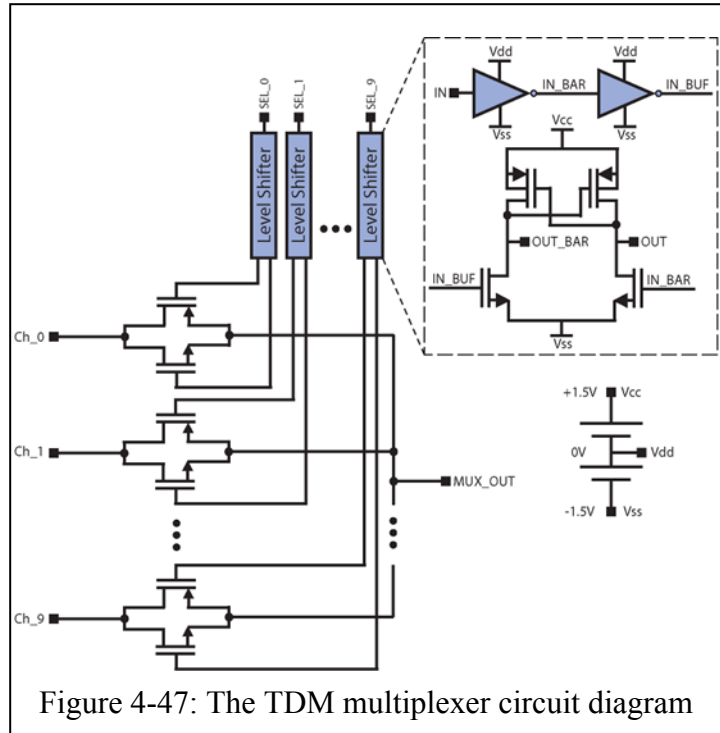 SEL_0
SEL_1
SEL_9
Level Shifter
Level Shifter
Level Shifter
Vdd
Vdd
IN
IN_BAR
IN_BUF
Vss
Vss
Vcc
OUT_BAR
OUT
IN_BUF
IN_BAR
Vss
Ch_0
Ch_1
Ch_9
MUX_OUT
+1.5V
Vcc
0V
Vdd
-1.5V
Vss
Figure 4-47: The TDM multiplexer circuit diagram